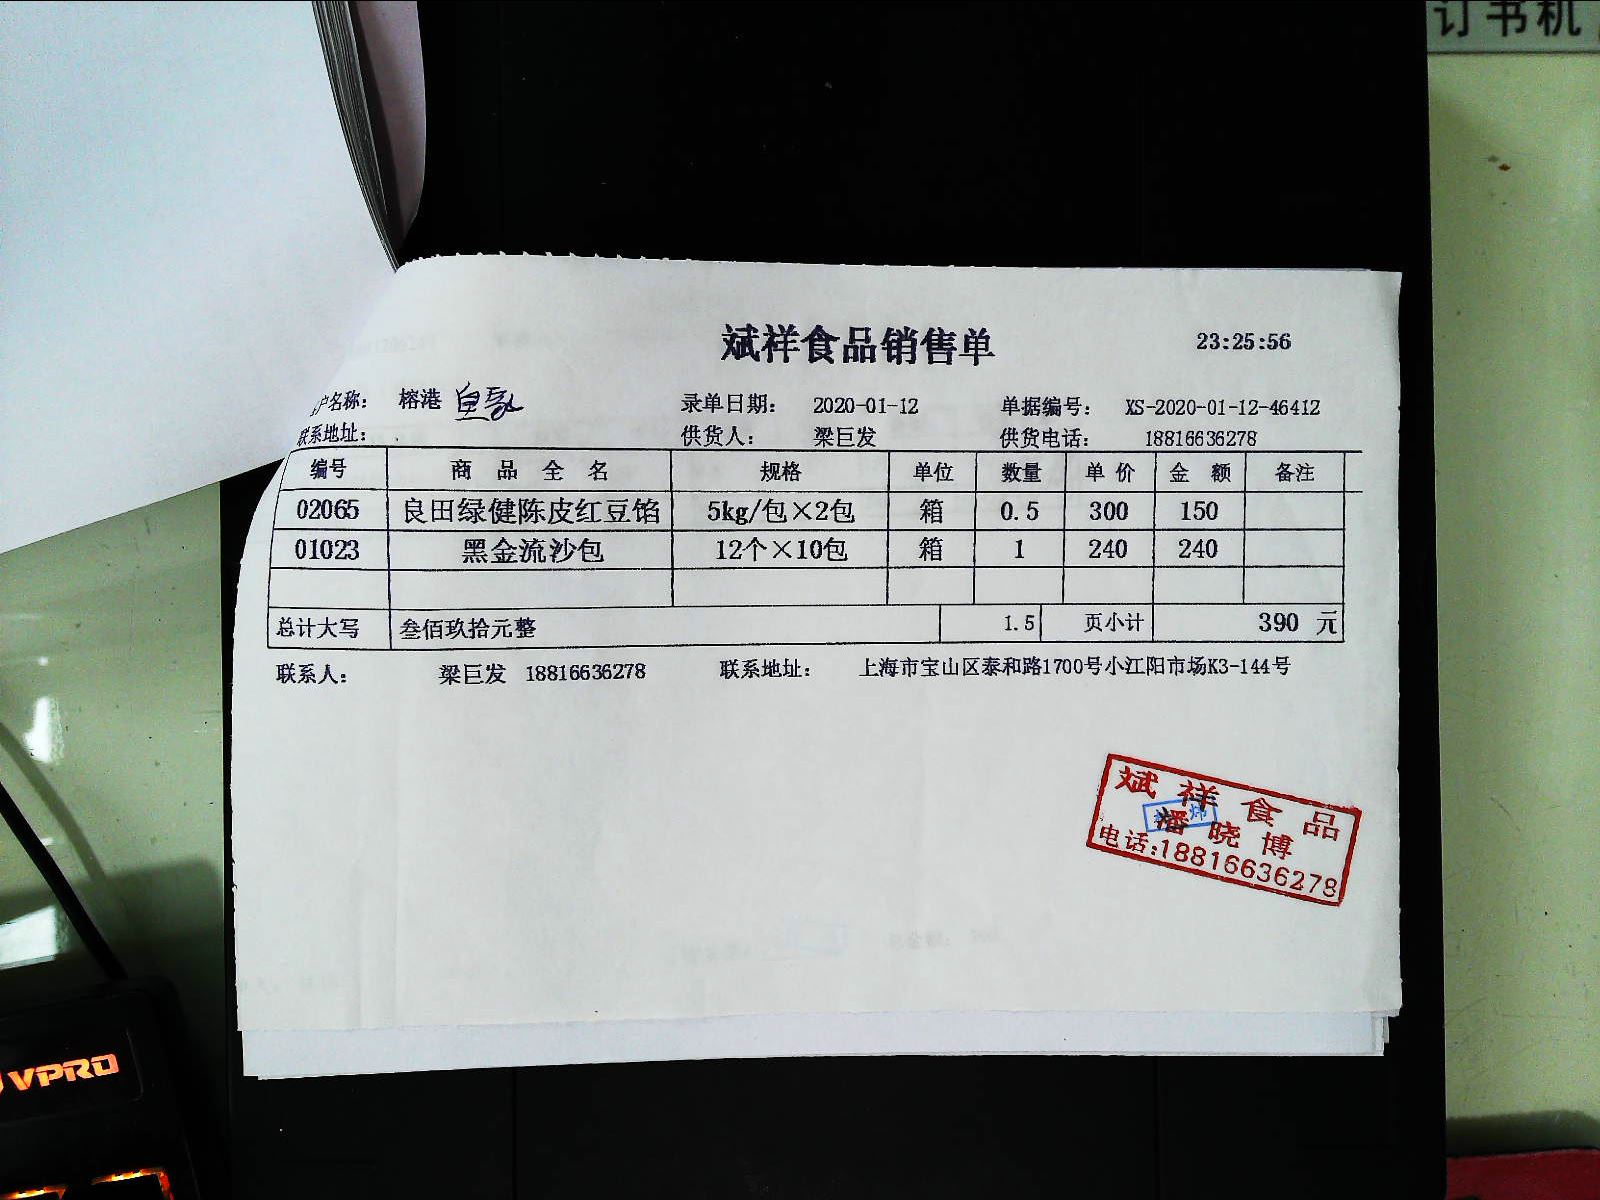 订书机
斌祥食品销售单 23:25:56
户名称： 榕港 录单日期： 2020-01-12 单据编号： XS-2020-01-12-46412
联系地址： 供货人： 梁巨发 供货电话： 18816636278
编号 商品全名 规格 单位 数量 单价 金额 备注
02065 良田绿健陈皮红豆馅 5kg/包×2包 箱 0.5 300 150
01023 黑金流沙包 12个×10包 箱 1 240 240
总计大写 叁佰玖拾元整 1.5 页小计 390 元
联系人： 梁巨发 18816636278 联系地址： 上海市宝山区泰和路1700号小江阳市场K3-144号
斌祥食品
潘晓博
电话:18816636278
VPRO